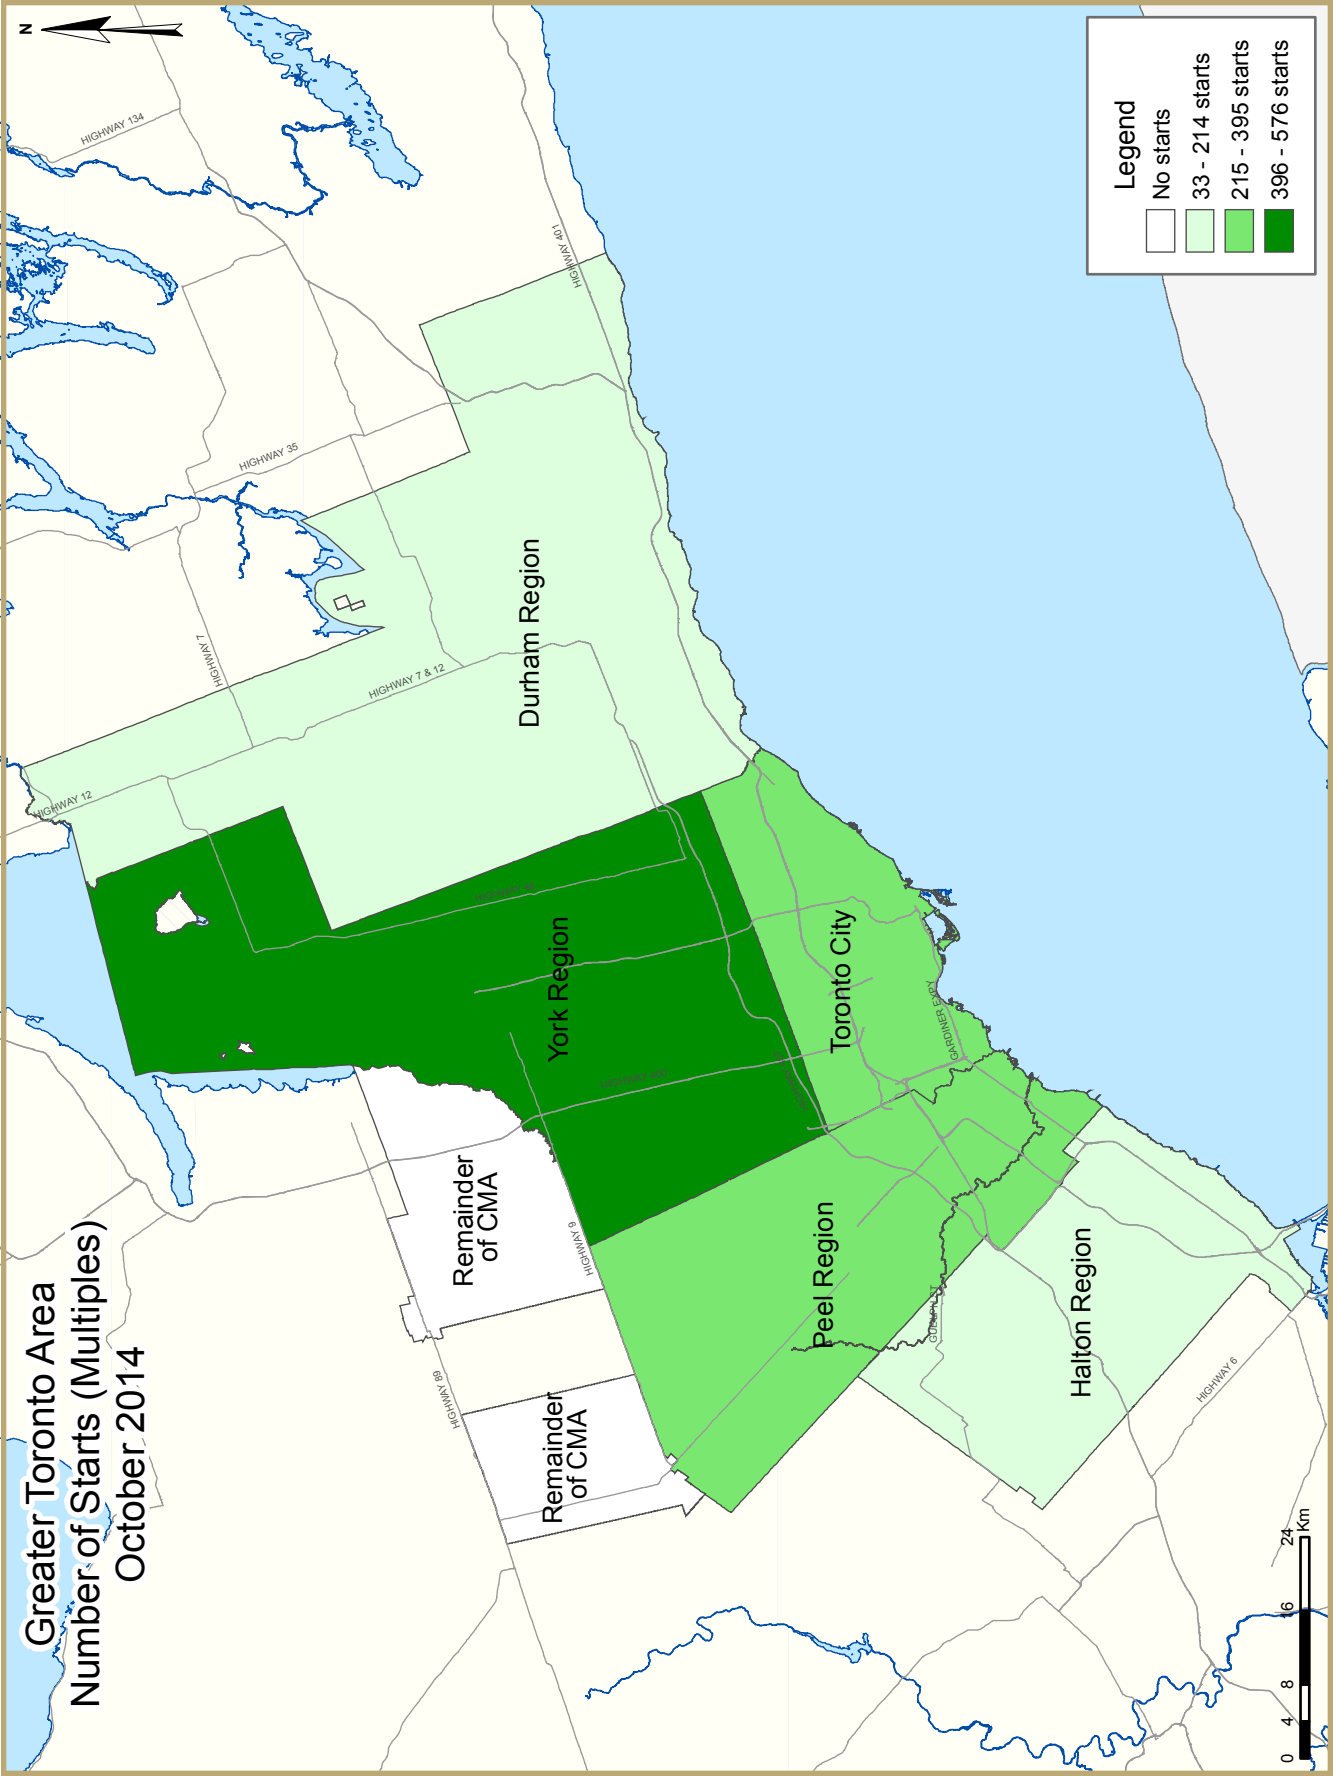 Greater Toronto Area
Number of Starts (Multiples)
October 2014
N
HIGHWAY 134
HIGHWAY 401
HIGHWAY 35
HIGHWAY 7
HIGHWAY 7 & 12
HIGHWAY 12
Durham Region
York Region
Toronto City
GARDINER EXPY
Remainder
of CMA
HIGHWAY 9
HIGHWAY 89
Remainder
of CMA
Peel Region
Halton Region
HIGHWAY 6
Legend
No starts
33 - 214 starts
215 - 395 starts
396 - 576 starts
0 4 8 16 24
Km